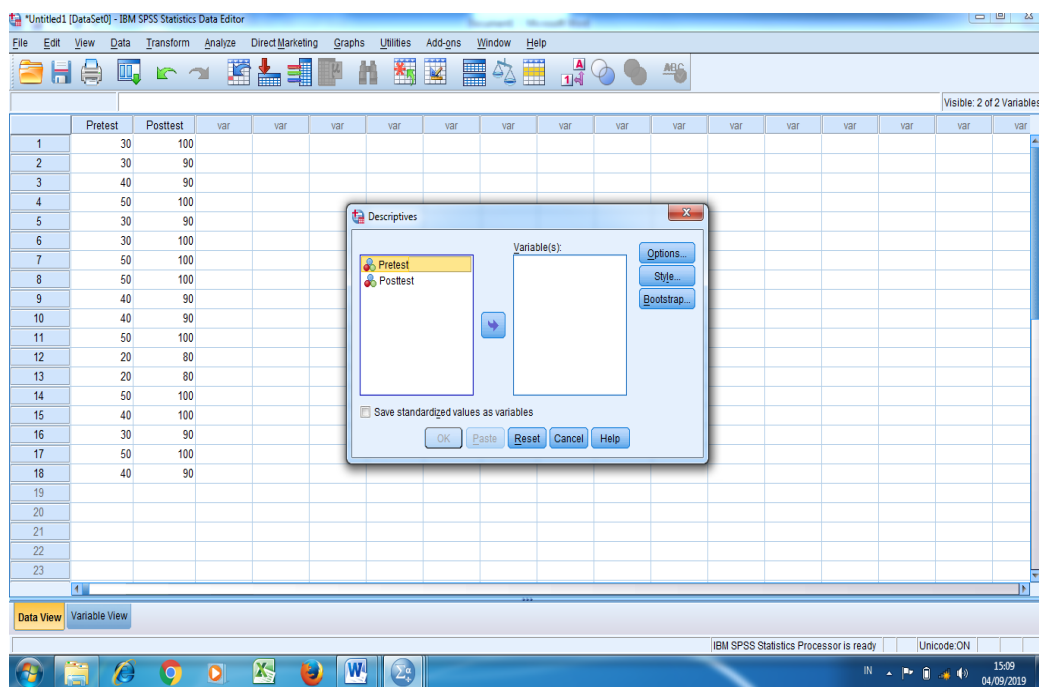 *Untitled1 [DataSet0] - IBM SPSS Statistics Data Editor
File Edit View Data Transform Analyze Direct Marketing Graphs Utilities Add-ons Window Help
Visible: 2 of 2 Variables
Pretest Posttest var var var var var var var var var var var var var var var
1 30 100
2 30 90
3 40 90
4 50 100
5 30 90
6 30 100
7 50 100
8 50 100
9 40 90
10 40 90
11 50 100
12 20 80
13 20 80
14 50 100
15 40 100
16 30 90
17 50 100
18 40 90
19
20
21
22
23
Descriptives
Variable(s):
Pretest
Posttest
Options...
Style...
Bootstrap...
Save standardized values as variables
OK Paste Reset Cancel Help
Data View Variable View
IBM SPSS Statistics Processor is ready Unicode:ON
IN 15:09
04/09/2019